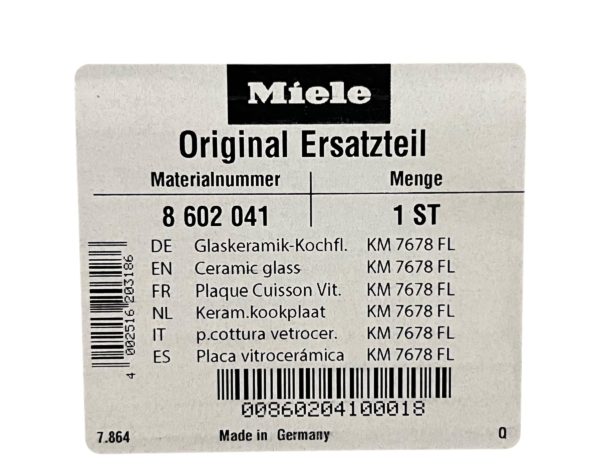 Miele
Original Ersatzteil
Materialnummer Menge
8 602 041 1 ST
DE Glaskeramik-Kochfl. KM 7678 FL
EN Ceramic glass KM 7678 FL
FR Plaque Cuisson Vit. KM 7678 FL
NL Keram.kookplaat KM 7678 FL
IT p.cottura vetrocer. KM 7678 FL
ES Placa vitrocerámica KM 7678 FL
4 002516 203186
00860204100018
7.864 Made in Germany Q